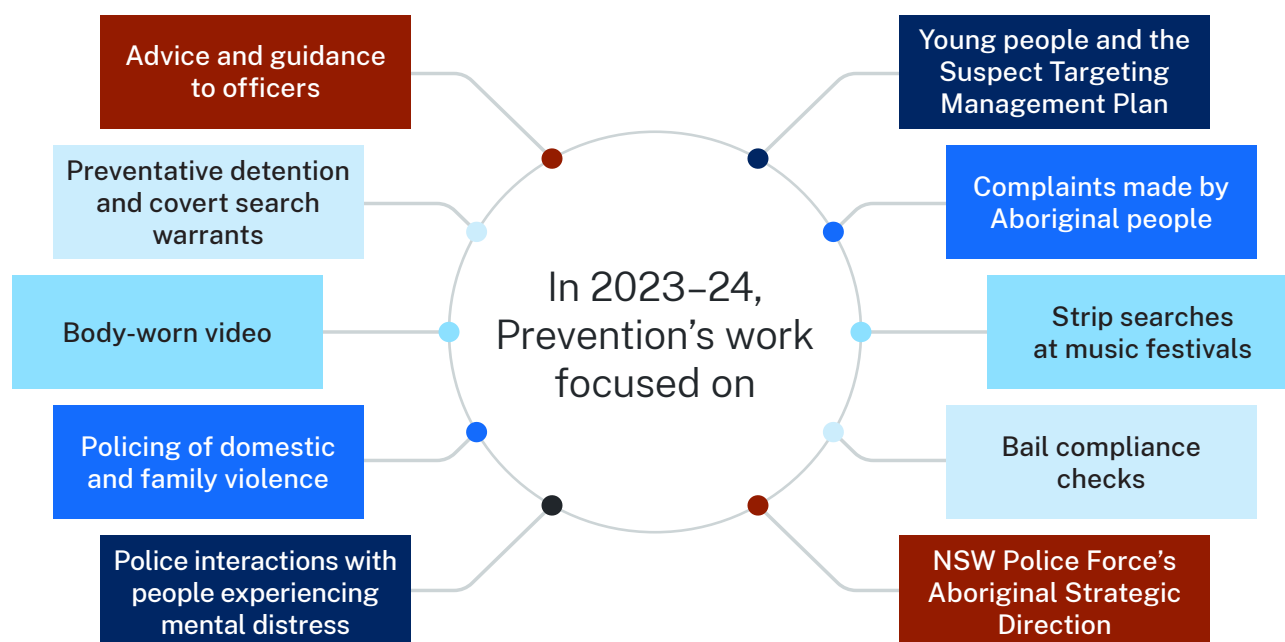 Advice and guidance
to officers
Preventative detention
and covert search
warrants
Body-worn video
Policing of domestic
and family violence
Police interactions with
people experiencing
mental distress
In 2023–24,
Prevention’s work
focused on
Young people and the
Suspect Targeting
Management Plan
Complaints made by
Aboriginal people
Strip searches
at music festivals
Bail compliance
checks
NSW Police Force’s
Aboriginal Strategic
Direction